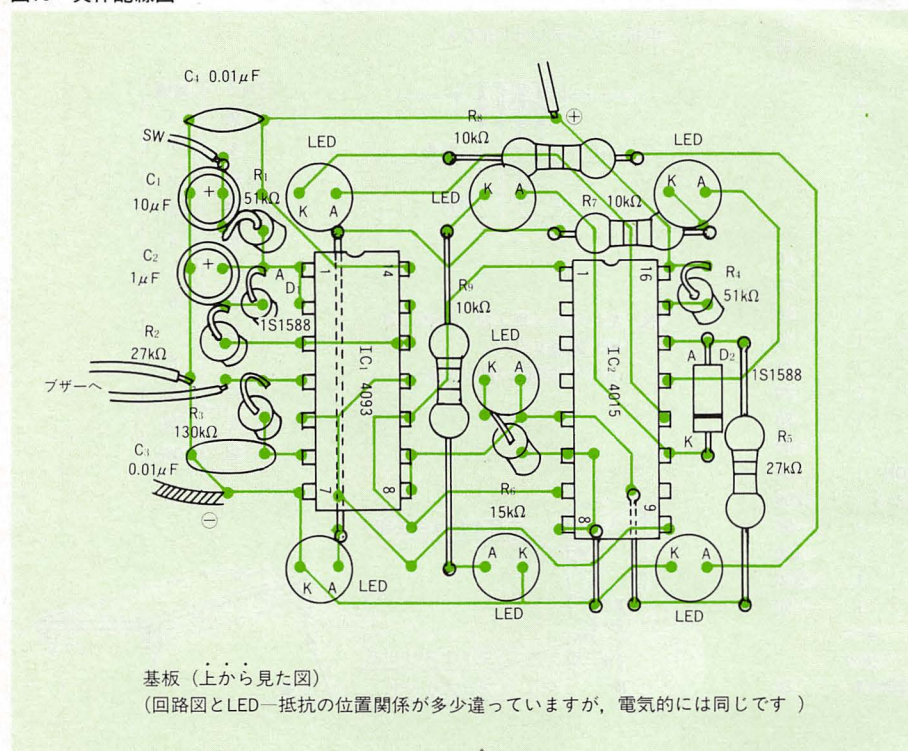 C₄ 0.01μF
SW
C₁
10μF
R₁
51kΩ
LED
R₈
10kΩ
⊕
LED
K A
LED
K A
R₇ 10kΩ
K A
C₂
1μF
A
D₁
1S1588
1
14
IC₁ 4093
7
8
R₉
10kΩ
1
16
IC₂ 4015
8
9
R₄
51kΩ
R₂
27kΩ
ブザーへ
R₃
130kΩ
C₃
0.01μF
⊖
LED
K A
A
D₂
1S1588
K
R₅
27kΩ
R₆
15kΩ
K A
LED
A K
LED
K A
LED
基板（上から見た図）
（回路図とLED―抵抗の位置関係が多少違っていますが，電気的には同じです ）